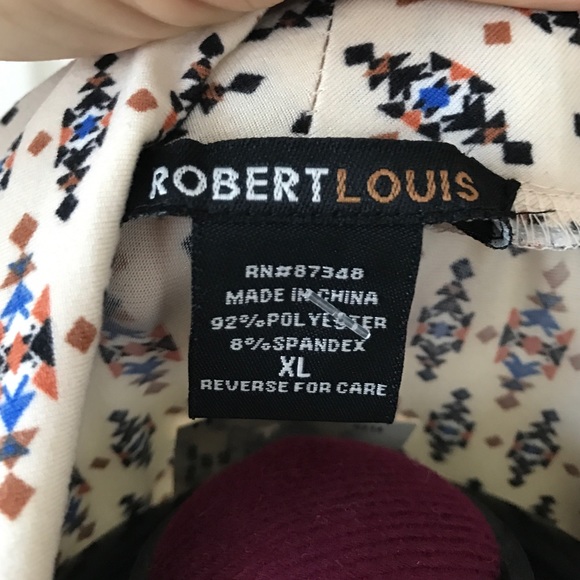 ROBERTLOUIS
RN#87348
MADE IN CHINA
92%POLYESTER
8%SPANDEX
XL
REVERSE FOR CARE